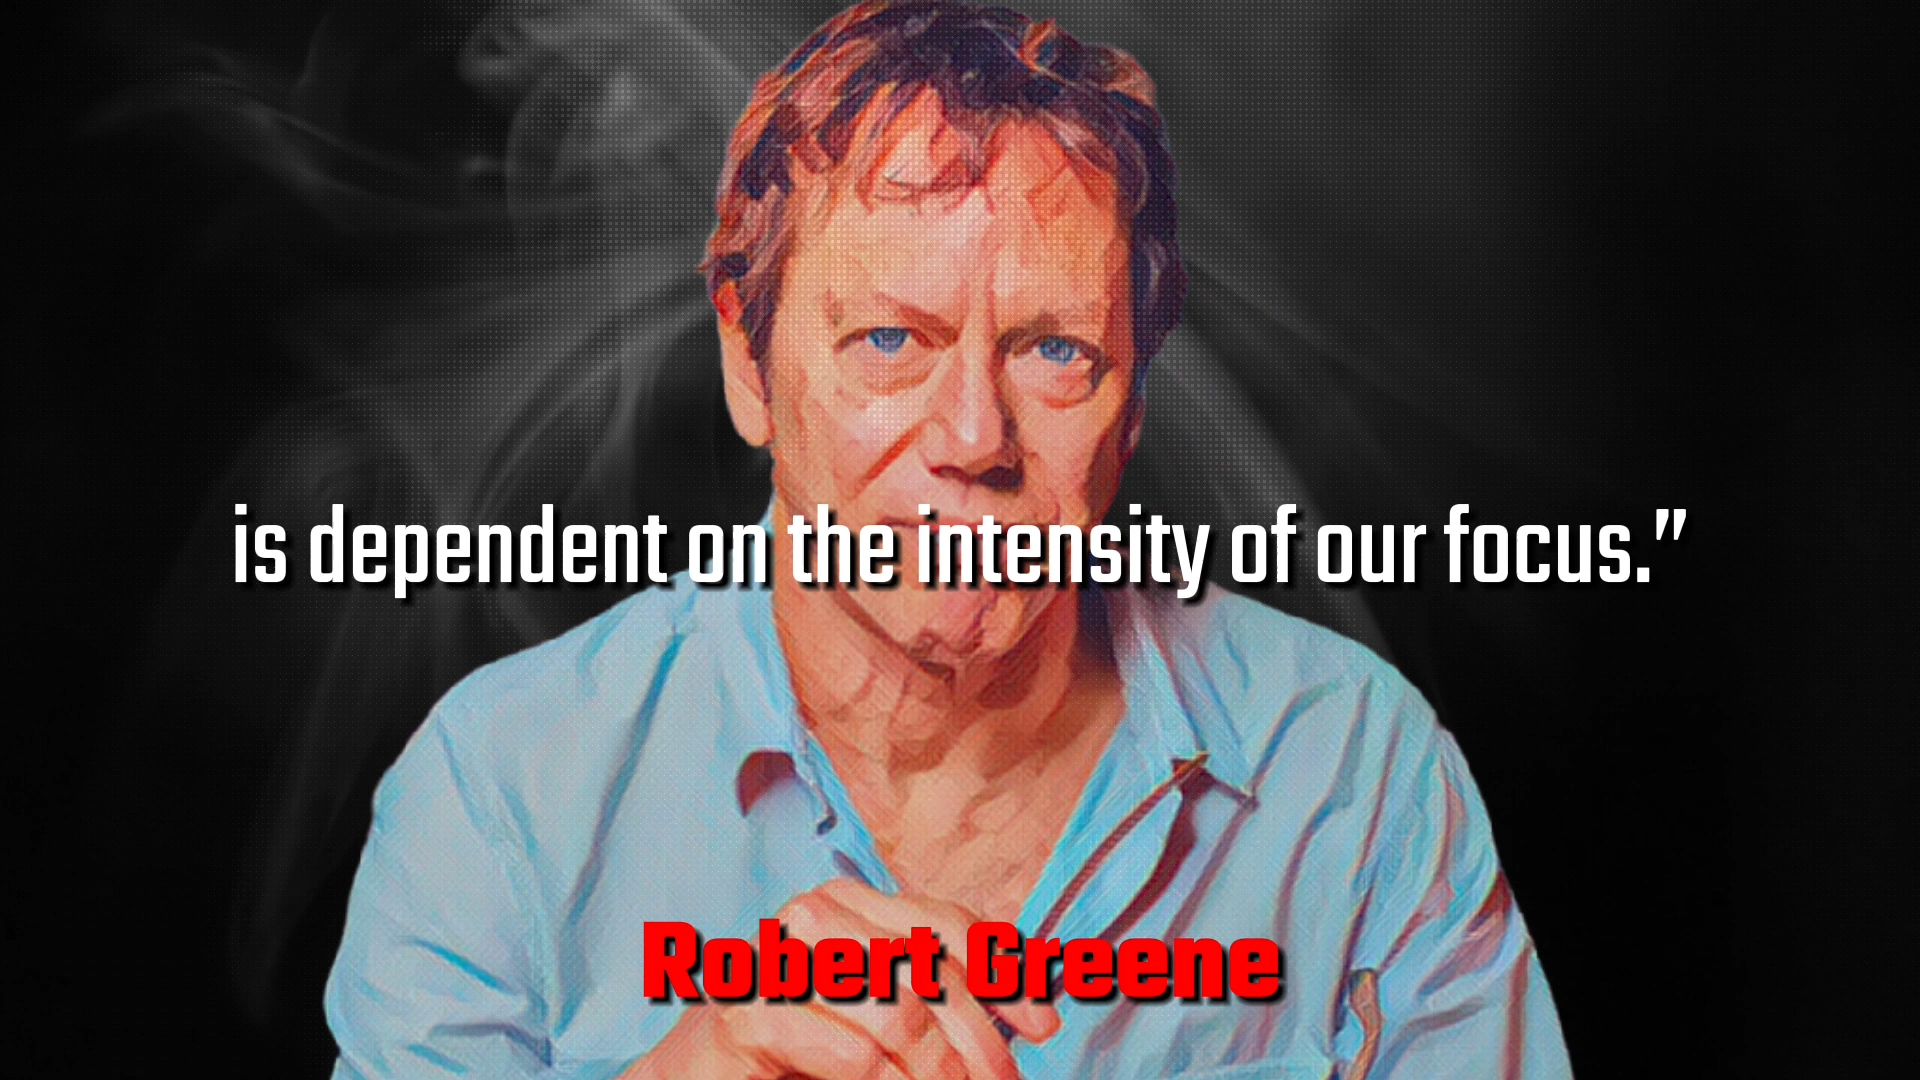 is dependent on the intensity of our focus.”
Robert Greene